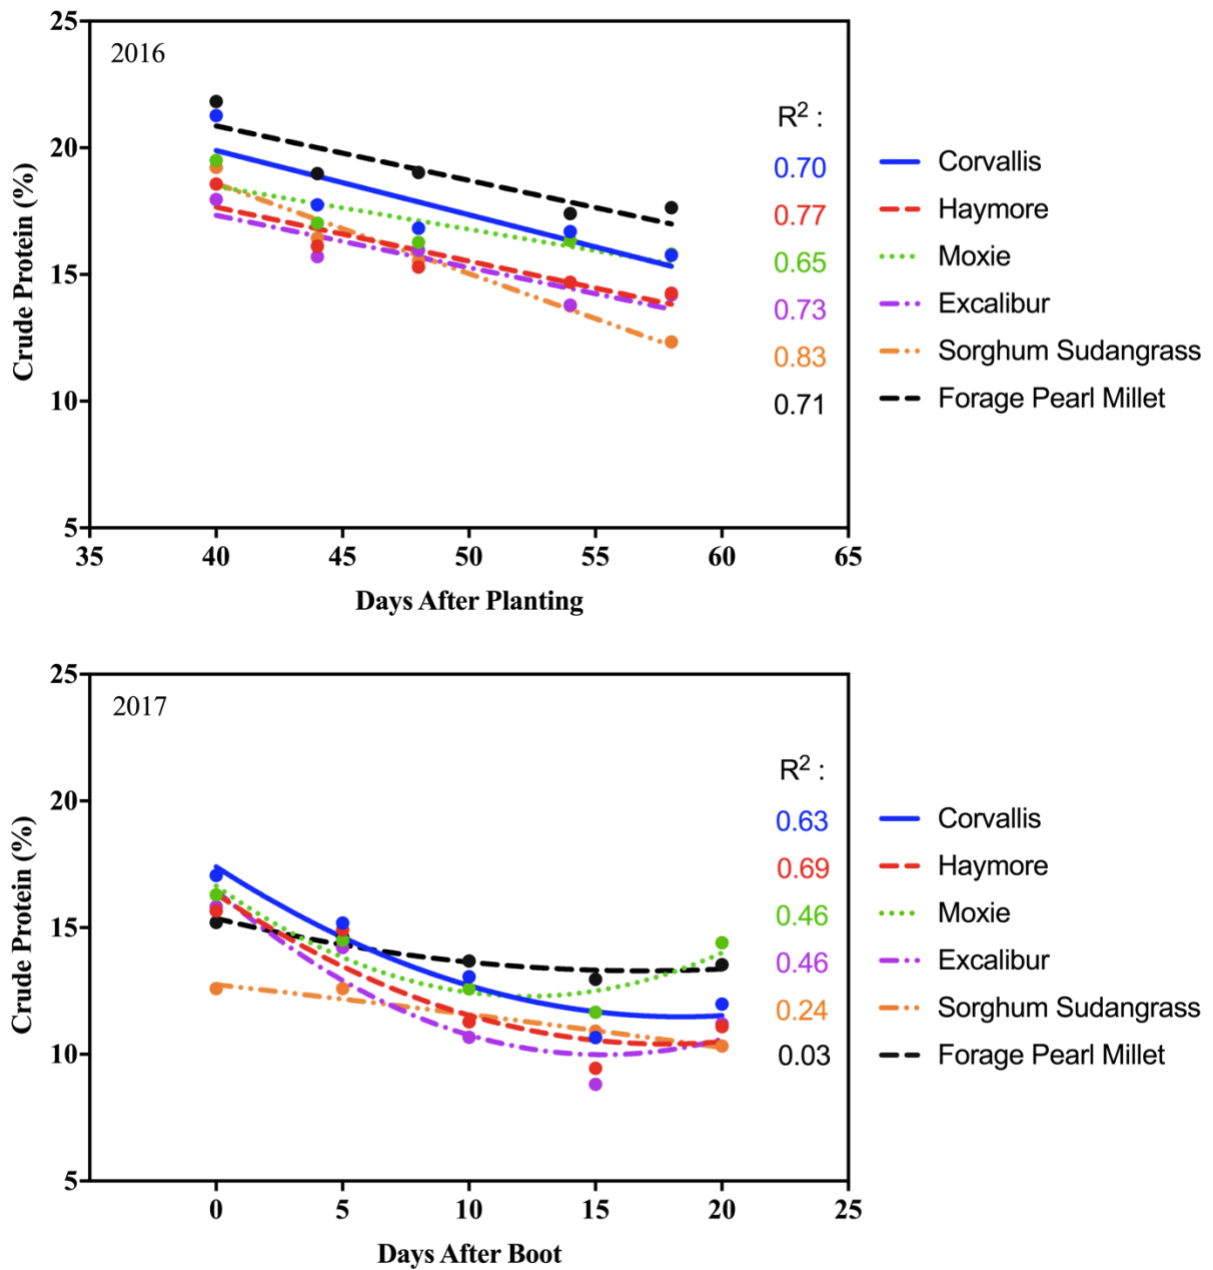 25
2016
20
15
10
5
Crude Protein (%)
35 40 45 50 55 60 65
Days After Planting
R² :
0.70
0.77
0.65
0.73
0.83
0.71
Corvallis
Haymore
Moxie
Excalibur
Sorghum Sudangrass
Forage Pearl Millet
25
2017
20
15
10
5
Crude Protein (%)
0 5 10 15 20 25
Days After Boot
R² :
0.63
0.69
0.46
0.46
0.24
0.03
Corvallis
Haymore
Moxie
Excalibur
Sorghum Sudangrass
Forage Pearl Millet